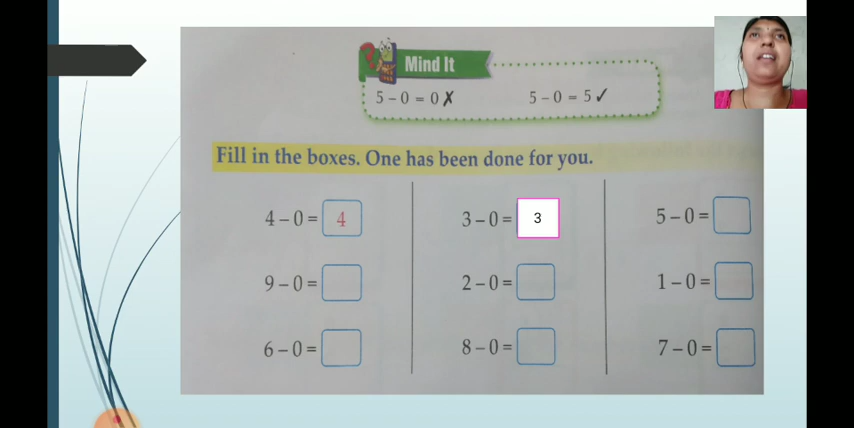 Mind It
5 – 0 = 0 ✗ 5 – 0 = 5 ✓
Fill in the boxes. One has been done for you.
4 – 0 = 4 3 – 0 = 3 5 – 0 =
9 – 0 = 2 – 0 = 1 – 0 =
6 – 0 = 8 – 0 = 7 – 0 =